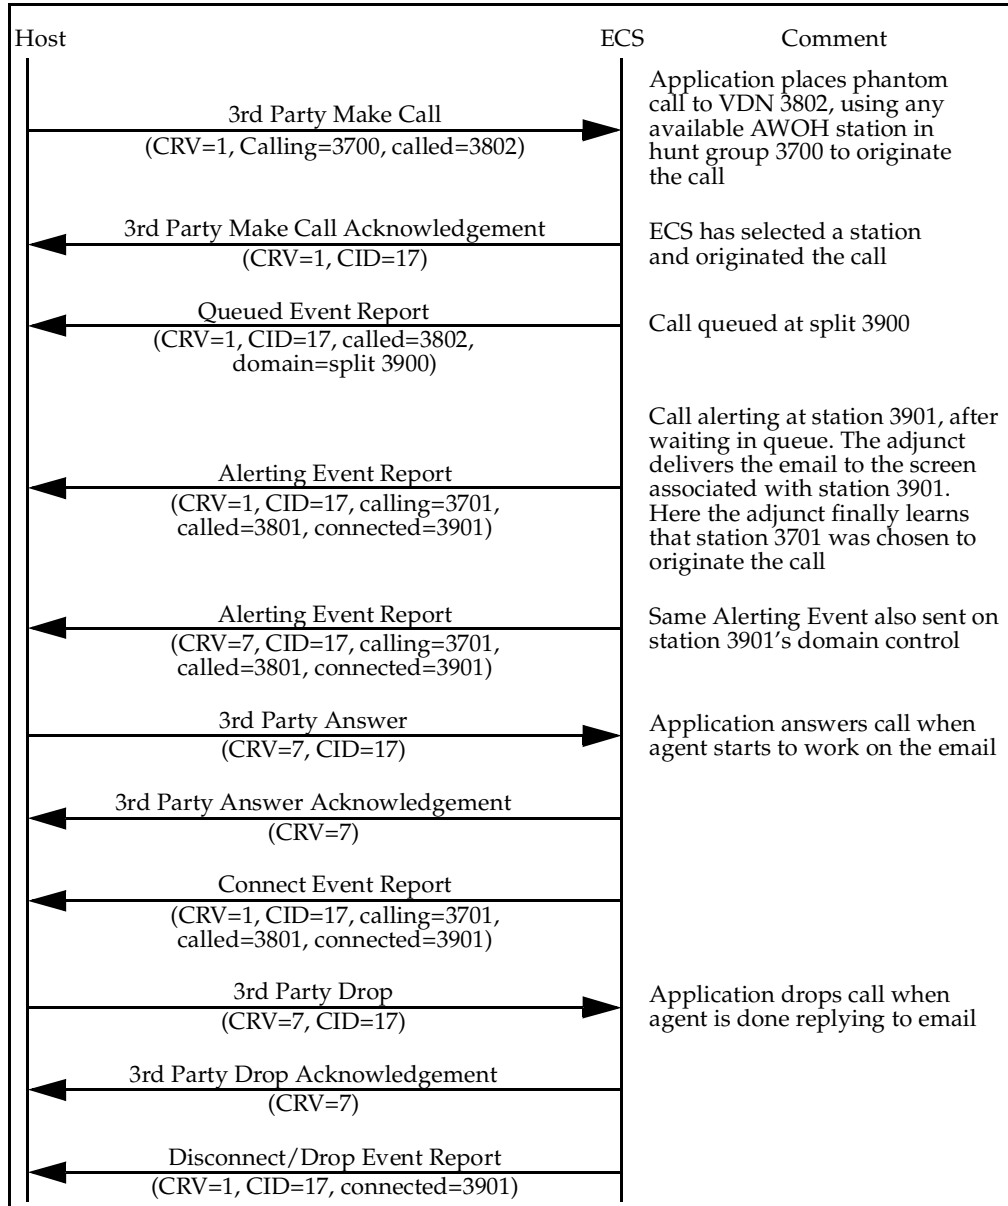 Host
ECS
Comment
3rd Party Make Call
(CRV=1, Calling=3700, called=3802)
Application places phantom
call to VDN 3802, using any
available AWOH station in
hunt group 3700 to originate
the call
3rd Party Make Call Acknowledgement
(CRV=1, CID=17)
ECS has selected a station
and originated the call
Queued Event Report
(CRV=1, CID=17, called=3802,
domain=split 3900)
Call queued at split 3900
Alerting Event Report
(CRV=1, CID=17, calling=3701,
called=3801, connected=3901)
Call alerting at station 3901, after
waiting in queue. The adjunct
delivers the email to the screen
associated with station 3901.
Here the adjunct finally learns
that station 3701 was chosen to
originate the call
Alerting Event Report
(CRV=7, CID=17, calling=3701,
called=3801, connected=3901)
Same Alerting Event also sent on
station 3901's domain control
3rd Party Answer
(CRV=7, CID=17)
Application answers call when
agent starts to work on the email
3rd Party Answer Acknowledgement
(CRV=7)
Connect Event Report
(CRV=1, CID=17, calling=3701,
called=3801, connected=3901)
3rd Party Drop
(CRV=7, CID=17)
Application drops call when
agent is done replying to email
3rd Party Drop Acknowledgement
(CRV=7)
Disconnect/Drop Event Report
(CRV=1, CID=17, connected=3901)